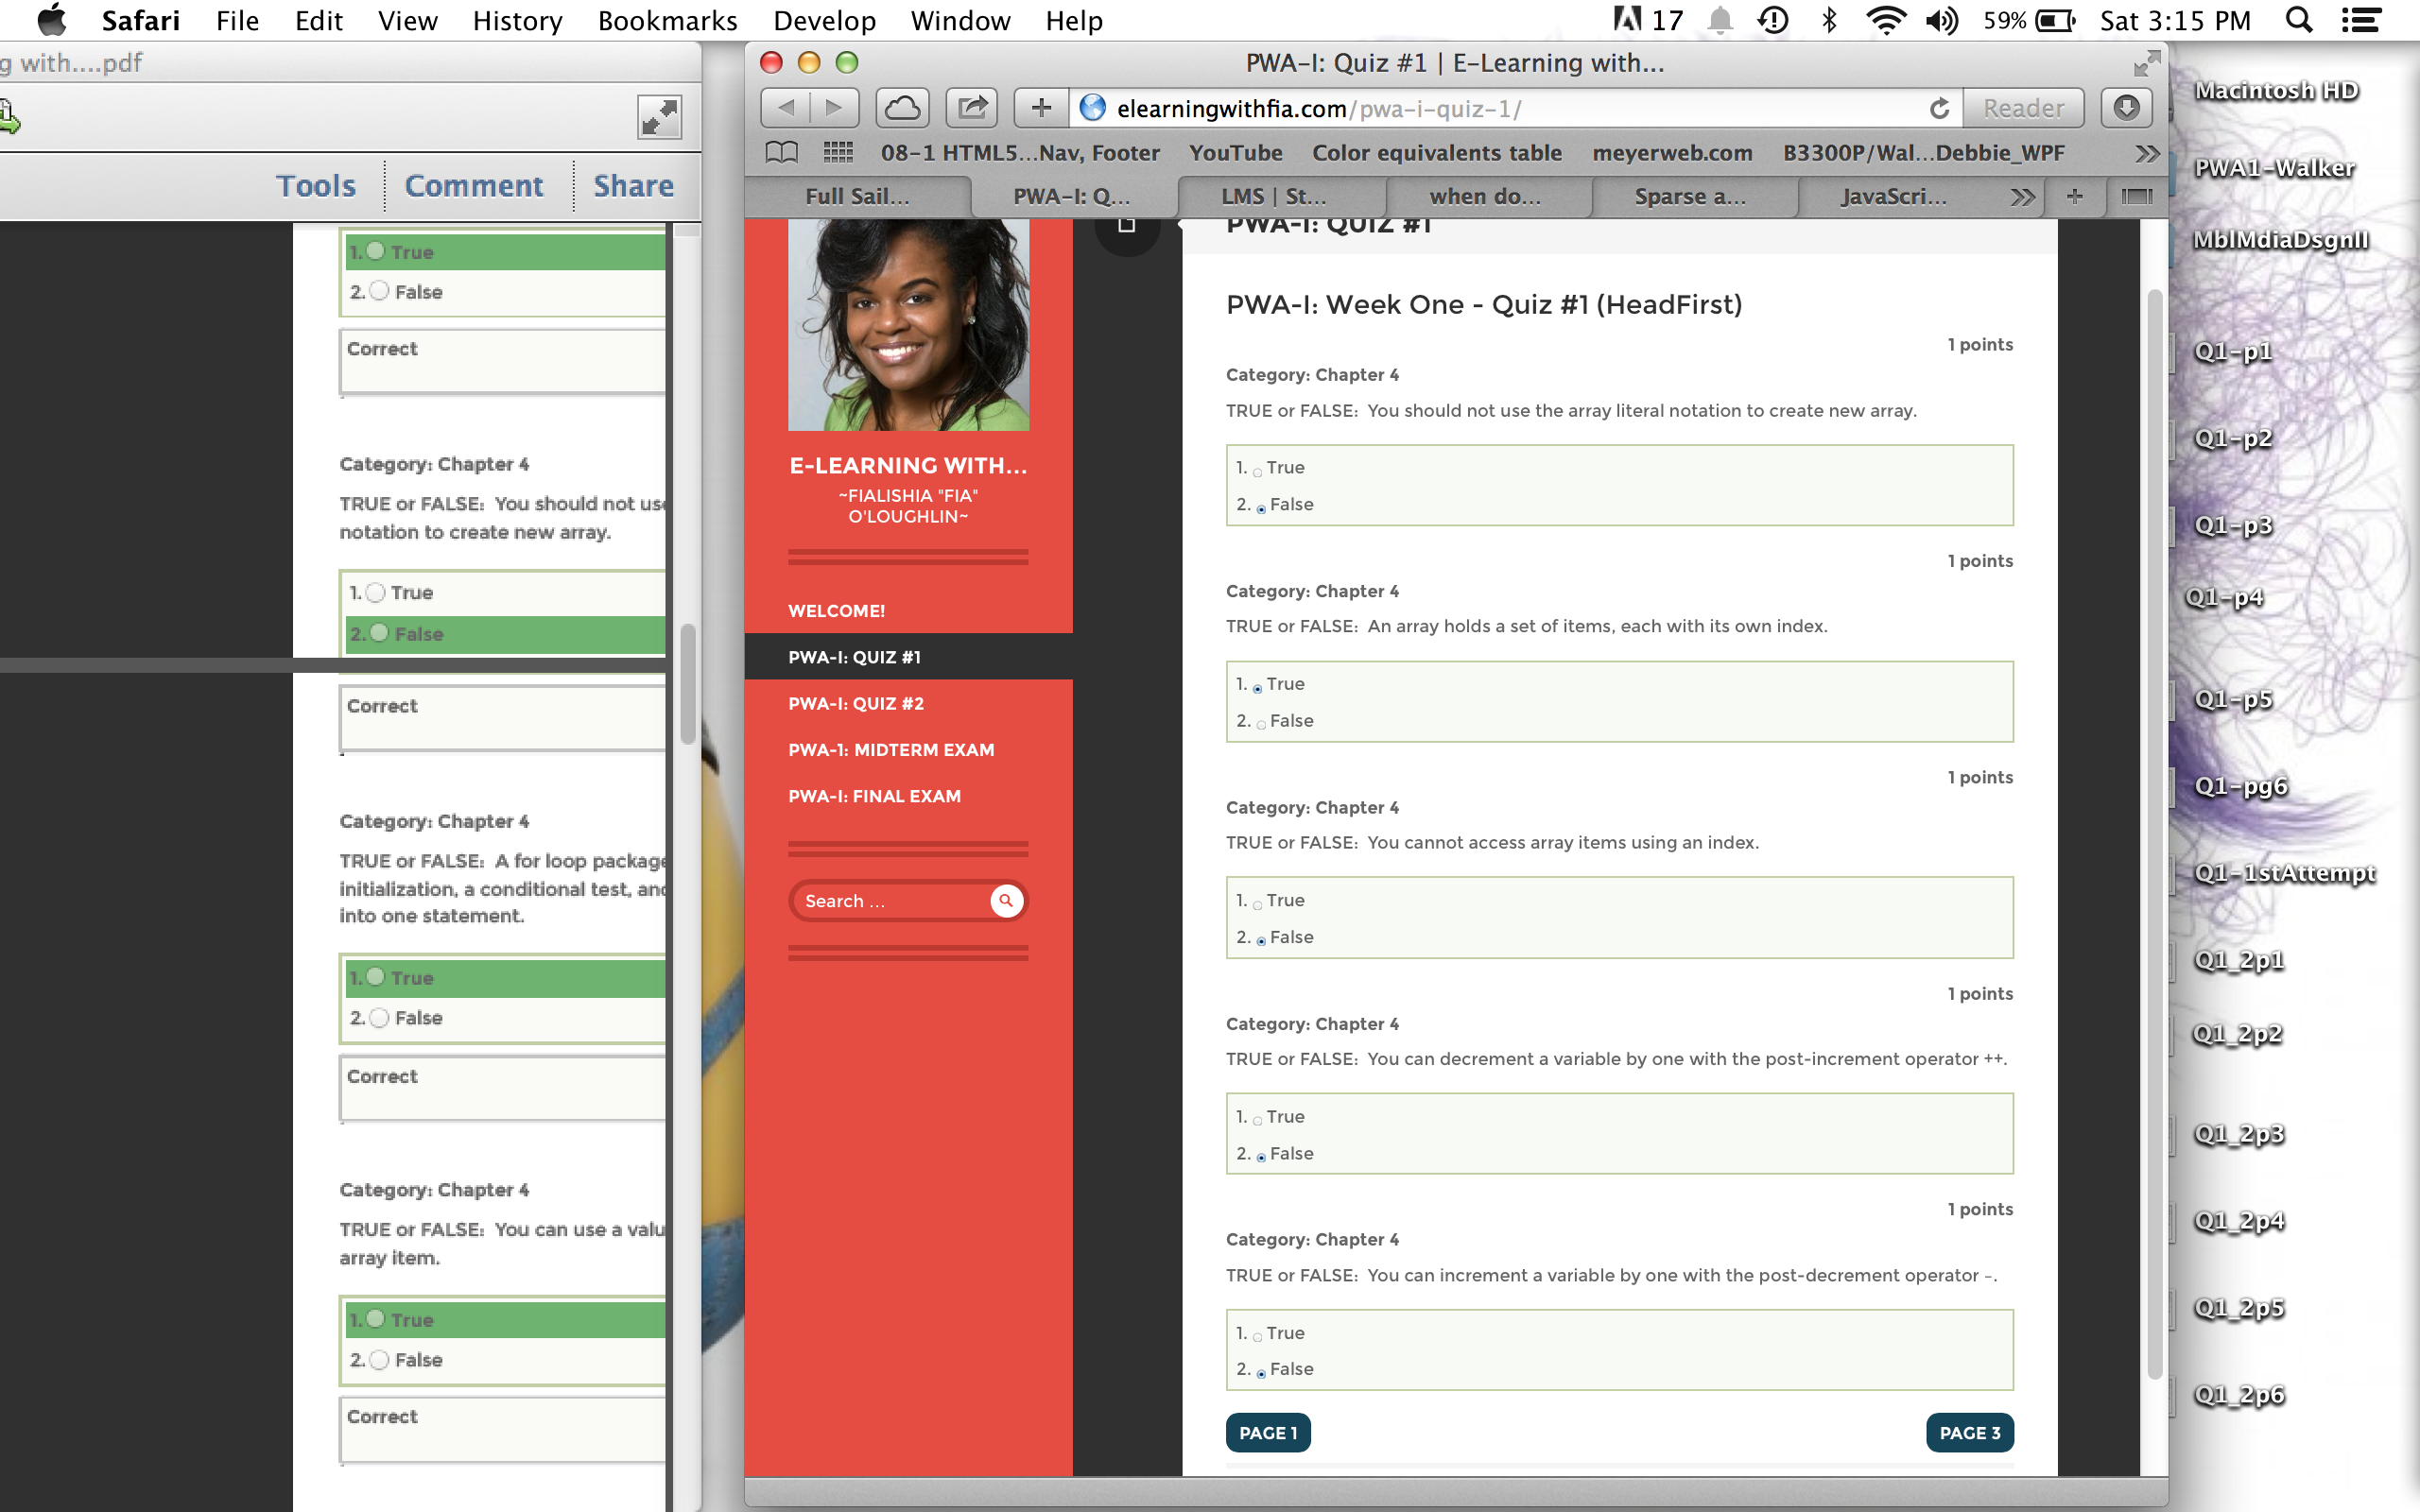 Safari File Edit View History Bookmarks Develop Window Help 17 59% Sat 3:15 PM
g with....pdf
Tools Comment Share
1. True
2. False
Correct
Category: Chapter 4
TRUE or FALSE: You should not use
notation to create new array.
1. True
2. False
Correct
Category: Chapter 4
TRUE or FALSE: A for loop package
initialization, a conditional test, and
into one statement.
1. True
2. False
Correct
Category: Chapter 4
TRUE or FALSE: You can use a valu
array item.
1. True
2. False
Correct
PWA-I: Quiz #1 | E-Learning with...
elearningwithfia.com/pwa-i-quiz-1/ Reader
08-1 HTML5...Nav, Footer YouTube Color equivalents table meyerweb.com B3300P/Wal...Debbie_WPF
Full Sail... PWA-I: Q... LMS | St... when do... Sparse a... JavaScri...
E-LEARNING WITH...
~FIALISHIA "FIA"
O'LOUGHLIN~
WELCOME!
PWA-I: QUIZ #1
PWA-I: QUIZ #2
PWA-1: MIDTERM EXAM
PWA-I: FINAL EXAM
Search ...
PWA-I: QUIZ #1
PWA-I: Week One - Quiz #1 (HeadFirst)
1 points
Category: Chapter 4
TRUE or FALSE: You should not use the array literal notation to create new array.
1. True
2. False
1 points
Category: Chapter 4
TRUE or FALSE: An array holds a set of items, each with its own index.
1. True
2. False
1 points
Category: Chapter 4
TRUE or FALSE: You cannot access array items using an index.
1. True
2. False
1 points
Category: Chapter 4
TRUE or FALSE: You can decrement a variable by one with the post-increment operator ++.
1. True
2. False
1 points
Category: Chapter 4
TRUE or FALSE: You can increment a variable by one with the post-decrement operator –.
1. True
2. False
PAGE 1 PAGE 3
Macintosh HD
PWA1-Walker
MblMdiaDsgnII
Q1-p1
Q1-p2
Q1-p3
Q1-p4
Q1-p5
Q1-pg6
Q1-1stAttempt
Q1_2p1
Q1_2p2
Q1_2p3
Q1_2p4
Q1_2p5
Q1_2p6